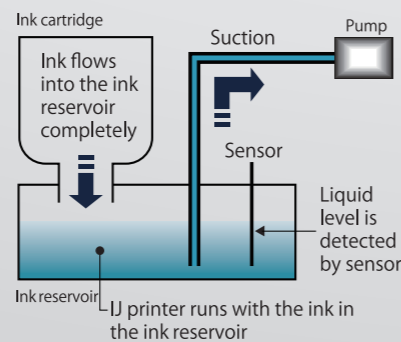 Ink cartridge
Ink flows
into the ink
reservoir
completely
Suction
Pump
Sensor
Liquid
level is
detected
by sensor
Ink reservoir
IJ printer runs with the ink in
the ink reservoir